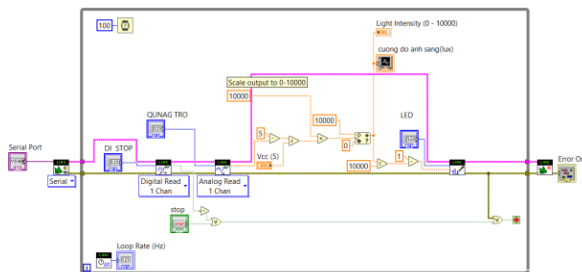 100
Light Intensity (0 - 10000)
cuong do anh sang(lux)
Scale output to 0-10000
10000
QUNAG TRO
10000
LED
Serial Port
DI_STOP
5
0
Vcc (5)
10000
1
Error Ou
Serial
Digital Read
1 Chan
Analog Read
1 Chan
stop
Loop Rate (Hz)
i